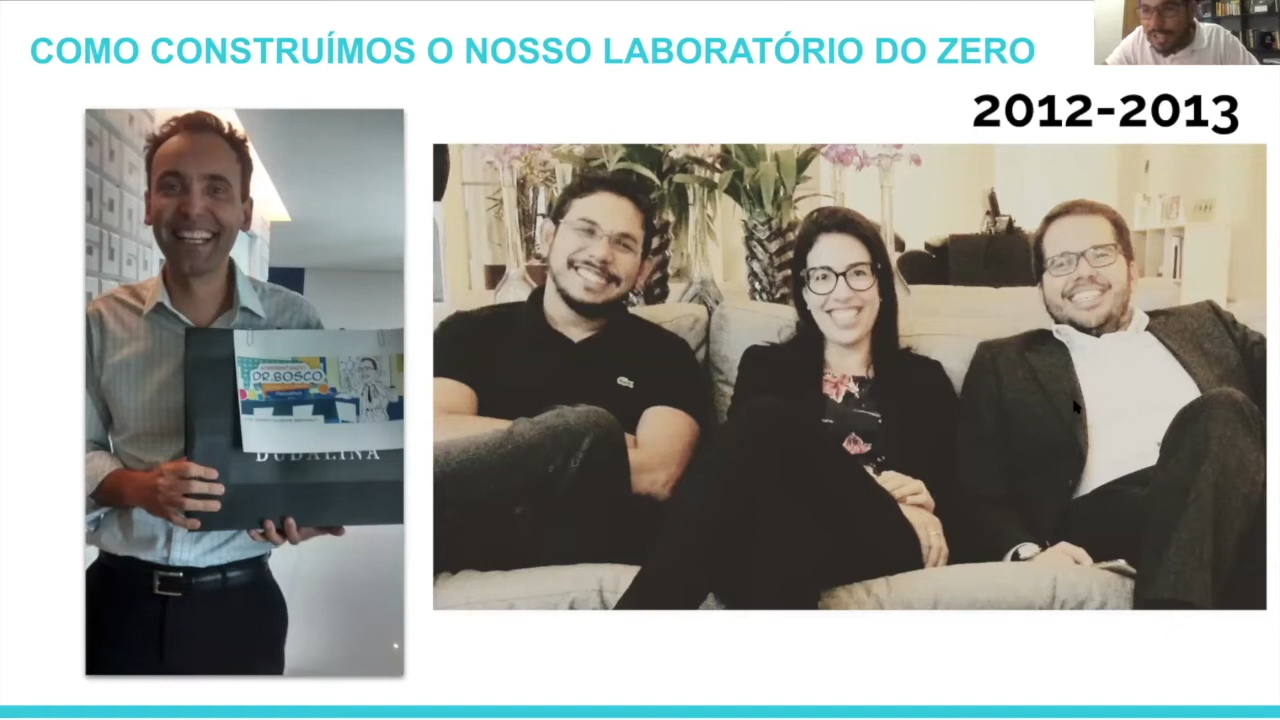 COMO CONSTRUÍMOS O NOSSO LABORATÓRIO DO ZERO
2012-2013
DR.BOSCO
DUDALINA